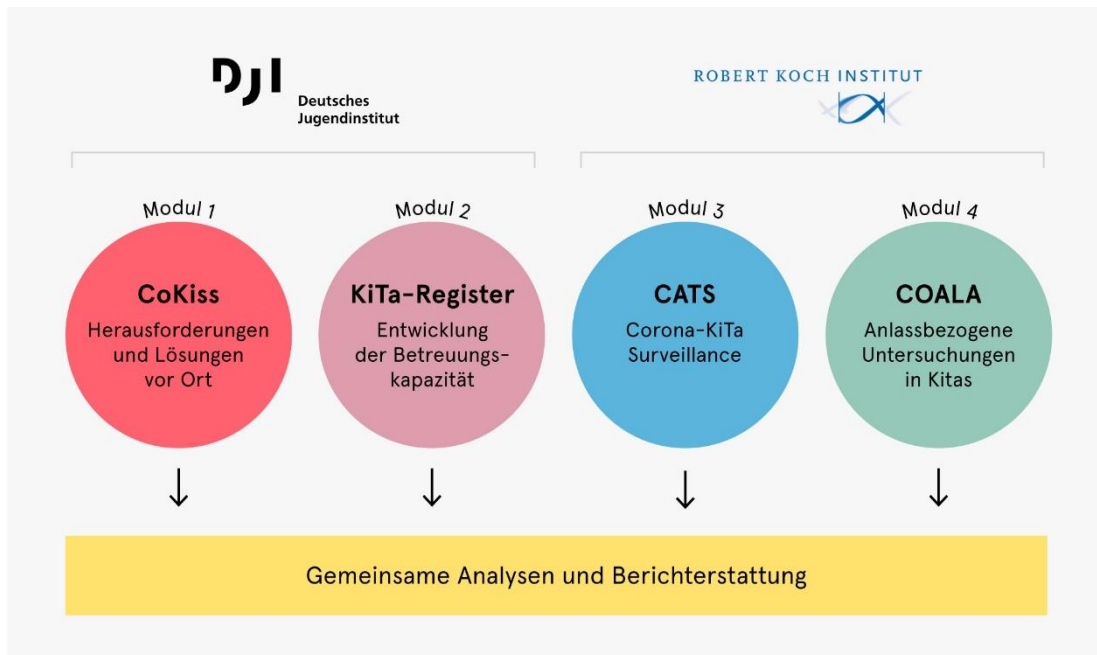 DJI
Deutsches
Jugendinstitut
ROBERT KOCH INSTITUT
Modul 1
CoKiss
Herausforderungen
und Lösungen
vor Ort
Modul 2
KiTa-Register
Entwicklung
der Betreuungs-
kapazität
Modul 3
CATS
Corona-KiTa
Surveillance
Modul 4
COALA
Anlassbezogene
Untersuchungen
in Kitas
Gemeinsame Analysen und Berichterstattung